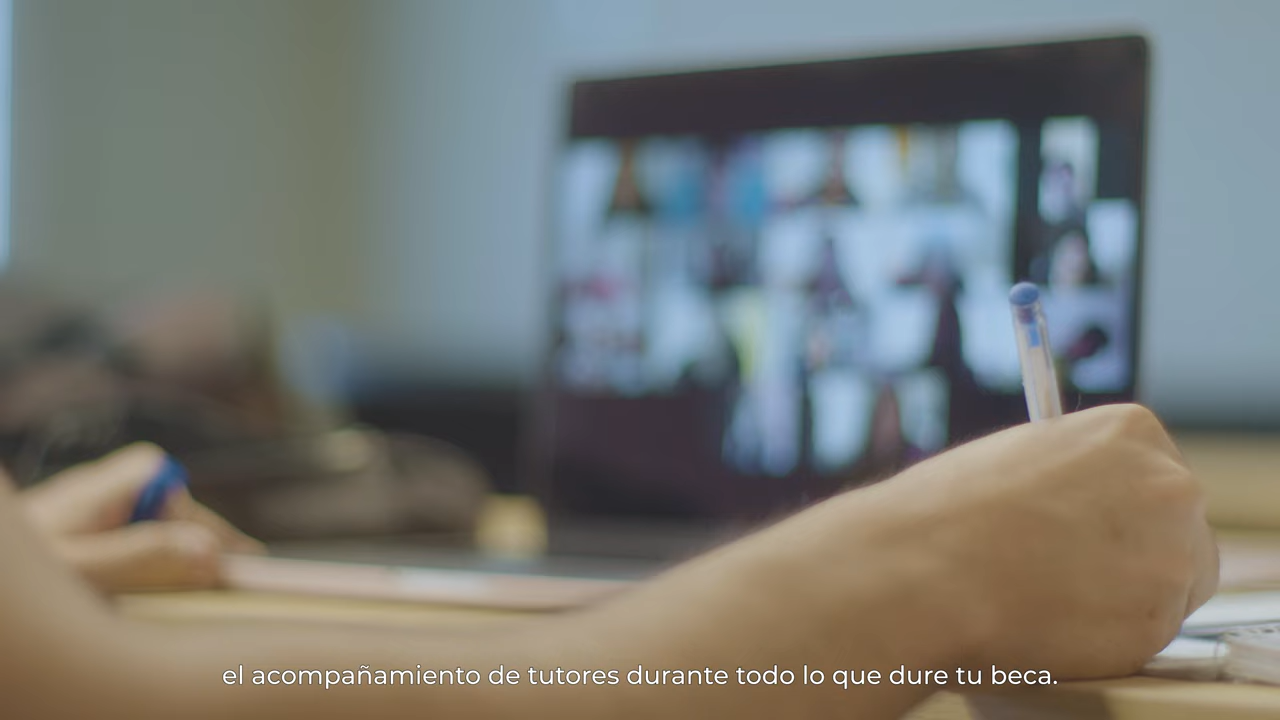 el acompañamiento de tutores durante todo lo que dure tu beca.